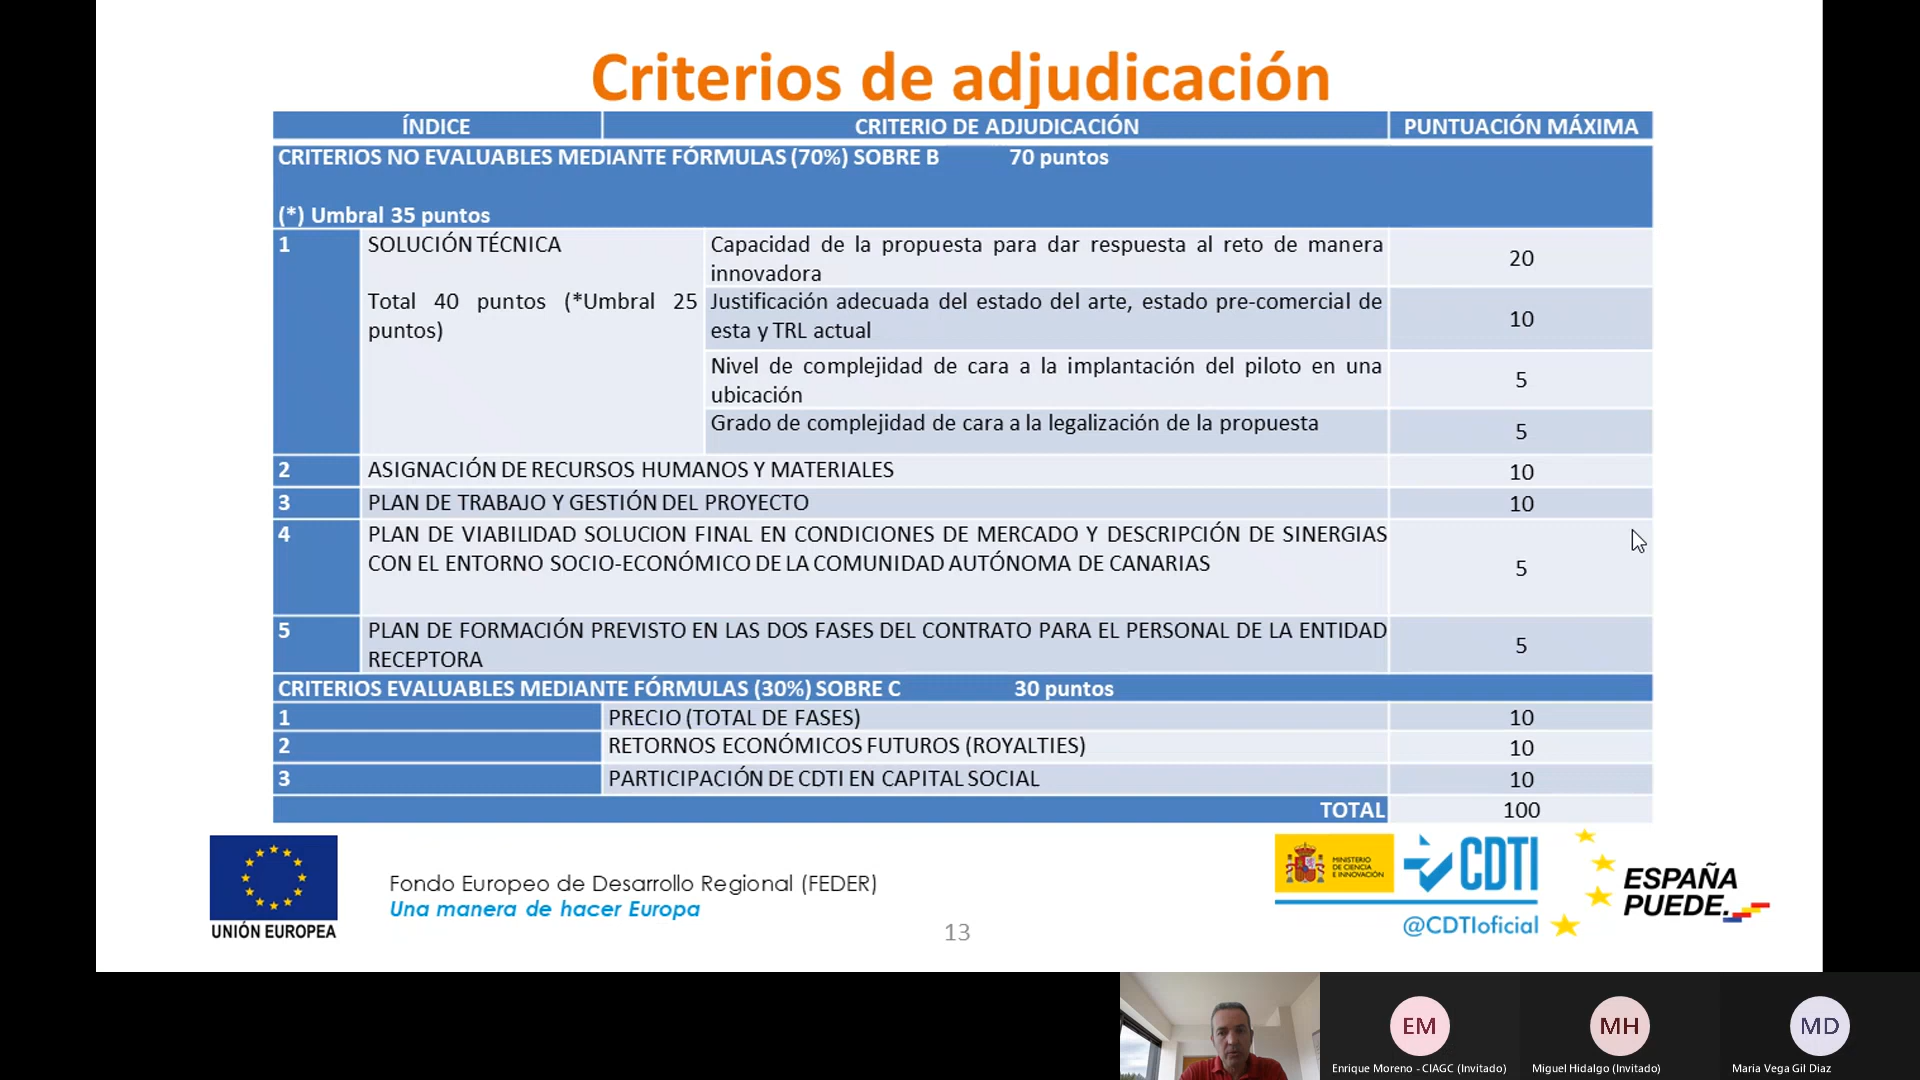 Criterios de adjudicación
ÍNDICE CRITERIO DE ADJUDICACIÓN PUNTUACIÓN MÁXIMA
CRITERIOS NO EVALUABLES MEDIANTE FÓRMULAS (70%) SOBRE B 70 puntos
(*) Umbral 35 puntos
1 SOLUCIÓN TÉCNICA
Total 40 puntos (*Umbral 25
puntos)
Capacidad de la propuesta para dar respuesta al reto de manera
innovadora
20
Justificación adecuada del estado del arte, estado pre-comercial de
esta y TRL actual
10
Nivel de complejidad de cara a la implantación del piloto en una
ubicación
5
Grado de complejidad de cara a la legalización de la propuesta
5
2 ASIGNACIÓN DE RECURSOS HUMANOS Y MATERIALES 10
3 PLAN DE TRABAJO Y GESTIÓN DEL PROYECTO 10
4 PLAN DE VIABILIDAD SOLUCION FINAL EN CONDICIONES DE MERCADO Y DESCRIPCIÓN DE SINERGIAS
CON EL ENTORNO SOCIO-ECONÓMICO DE LA COMUNIDAD AUTÓNOMA DE CANARIAS
5
5 PLAN DE FORMACIÓN PREVISTO EN LAS DOS FASES DEL CONTRATO PARA EL PERSONAL DE LA ENTIDAD
RECEPTORA
5
CRITERIOS EVALUABLES MEDIANTE FÓRMULAS (30%) SOBRE C 30 puntos
1 PRECIO (TOTAL DE FASES) 10
2 RETORNOS ECONÓMICOS FUTUROS (ROYALTIES) 10
3 PARTICIPACIÓN DE CDTI EN CAPITAL SOCIAL 10
TOTAL 100
UNIÓN EUROPEA
Fondo Europeo de Desarrollo Regional (FEDER)
Una manera de hacer Europa
13
MINISTERIO
DE CIENCIA
E INNOVACIÓN
CDTI
@CDTIoficial
ESPAÑA
PUEDE.
EM
MH
MD
Enrique Moreno - CIAGC (Invitado)
Miguel Hidalgo (Invitado)
Maria Vega Gil Diaz